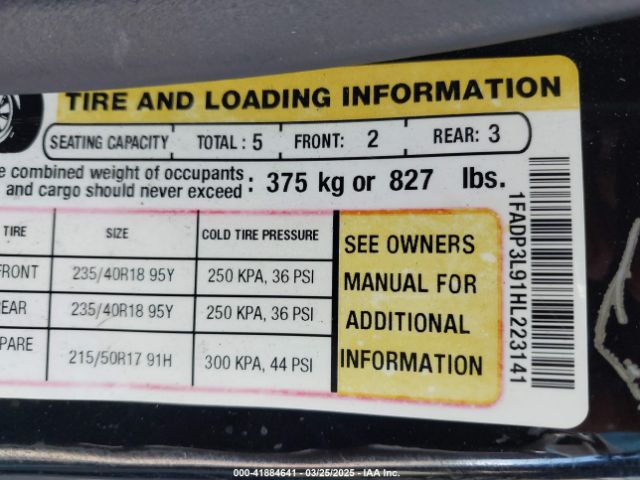 TIRE AND LOADING INFORMATION
SEATING CAPACITY TOTAL : 5 FRONT: 2 REAR: 3
combined weight of occupants : 375 kg or 827 lbs.
and cargo should never exceed
TIRE SIZE COLD TIRE PRESSURE
FRONT 235/40R18 95Y 250 KPA, 36 PSI
REAR 235/40R18 95Y 250 KPA, 36 PSI
PARE 215/50R17 91H 300 KPA, 44 PSI
SEE OWNERS
MANUAL FOR
ADDITIONAL
INFORMATION
1FADP3L91HL223141
000-41884641 - 03/25/2025 - IAA Inc.